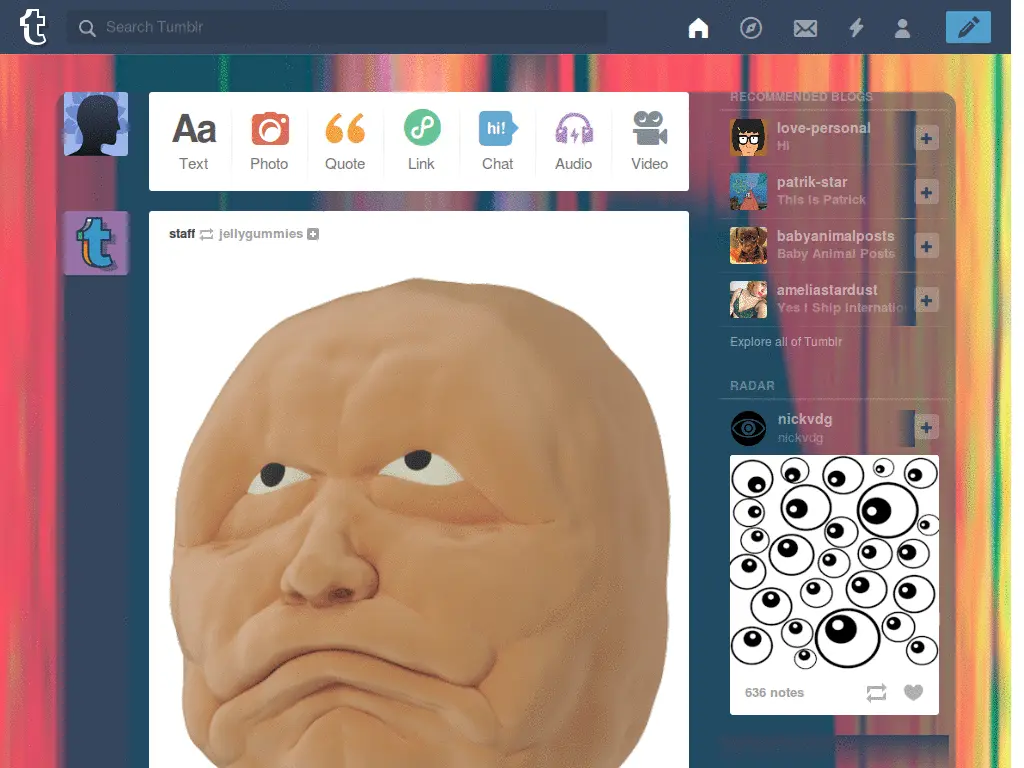 t
Search Tumblr
Aa
hi!
Text
Photo
Quote
Link
Chat
Audio
Video
t
staff jellygummies
RECOMMENDED BLOGS
love-personal
Hi
patrik-star
This Is Patrick
babyanimalposts
Baby Animal Posts
ameliastardust
Yes I Ship Internatio
Explore all of Tumblr
RADAR
nickvdg
nickvdg
636 notes